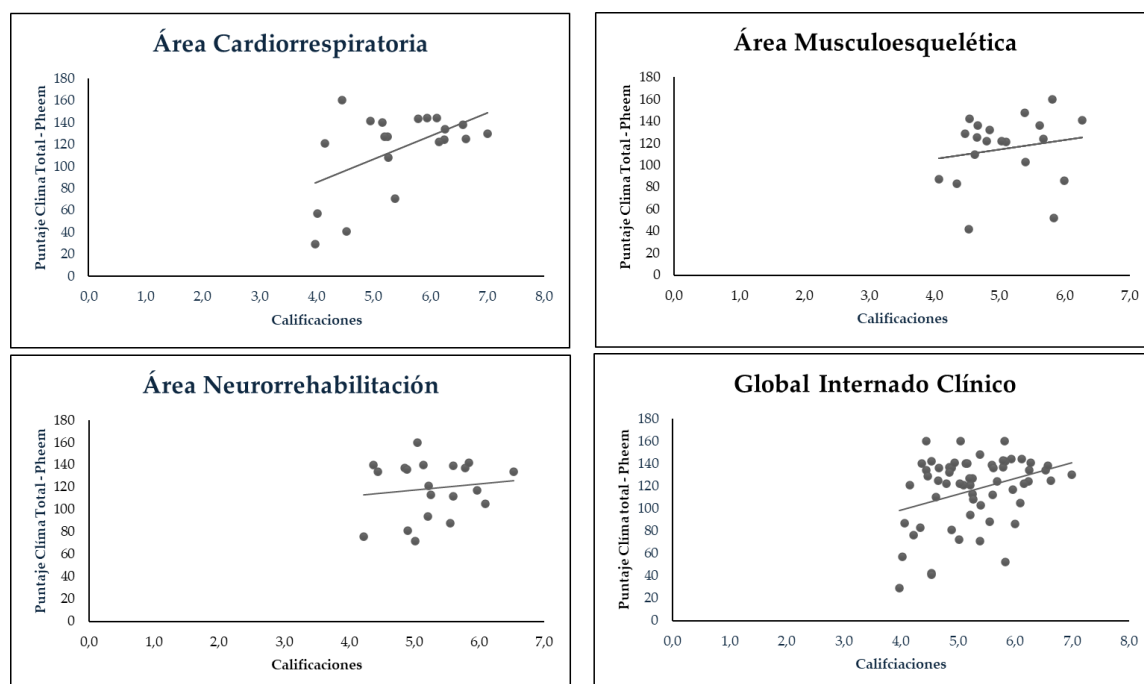 Área Cardiorrespiratoria
Puntaje Clima Total - Pheem
180
160
140
120
100
80
60
40
20
0
0,0 1,0 2,0 3,0 4,0 5,0 6,0 7,0 8,0
Calificaciones
Área Musculoesquelética
Puntaje Clima Total - Pheem
180
160
140
120
100
80
60
40
20
0
0,0 1,0 2,0 3,0 4,0 5,0 6,0 7,0
Calificaciones
Área Neurorrehabilitación
Puntaje Clima Total - Pheem
180
160
140
120
100
80
60
40
20
0
0,0 1,0 2,0 3,0 4,0 5,0 6,0 7,0
Calificaciones
Global Internado Clínico
Puntaje Clíma total - Pheem
180
160
140
120
100
80
60
40
20
0
0,0 1,0 2,0 3,0 4,0 5,0 6,0 7,0 8,0
Califciaciones